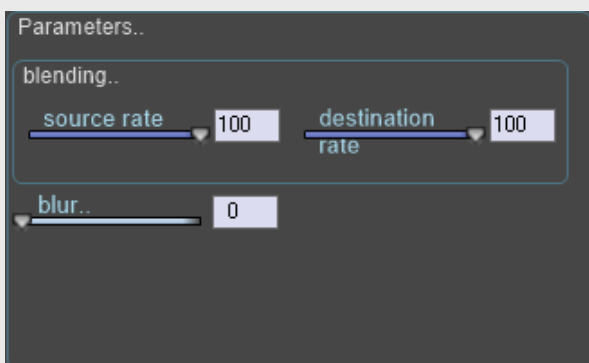 Parameters..
blending..
source rate 100 destination rate 100
blur.. 0